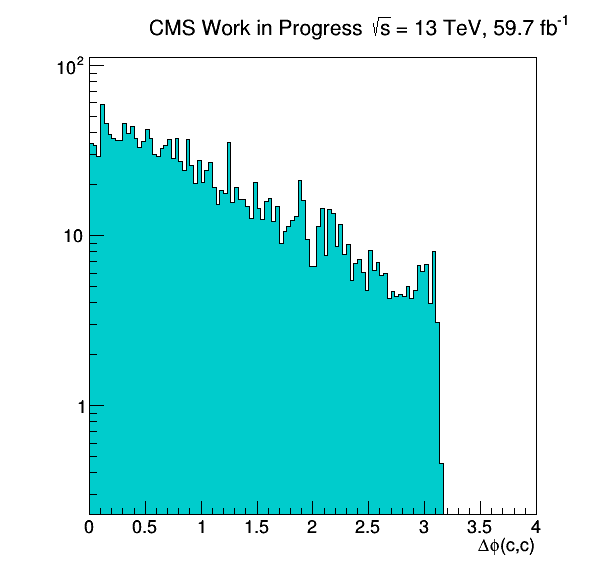 CMS Work in Progress √s = 13 TeV, 59.7 fb⁻¹
10²
10
1
0 0.5 1 1.5 2 2.5 3 3.5 4
Δϕ(c,c)